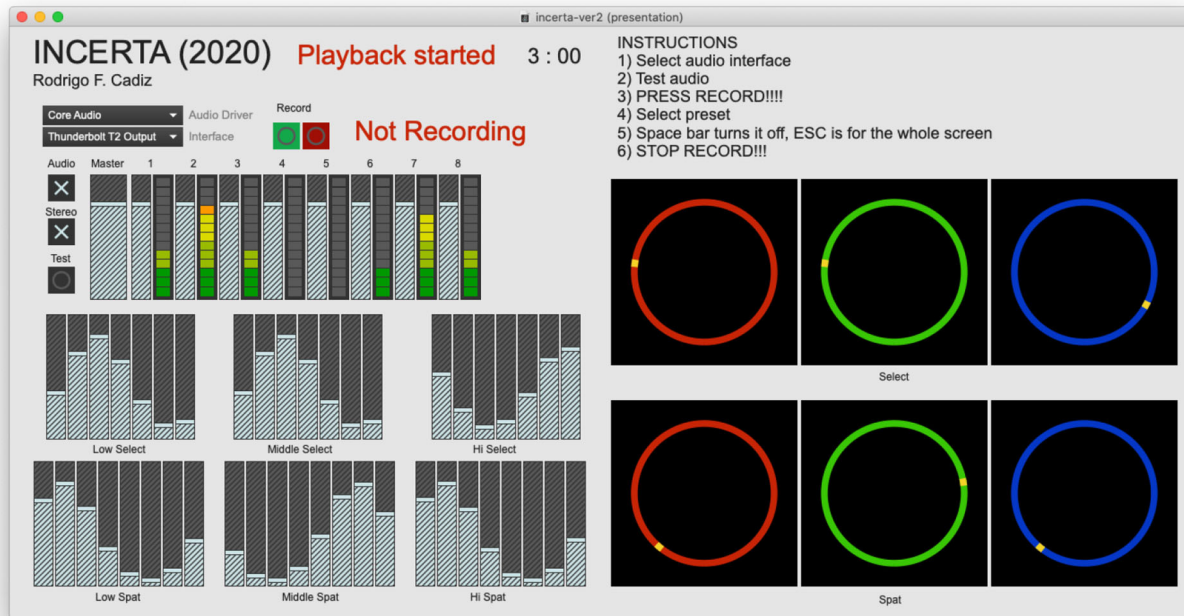 incerta-ver2 (presentation)
INCERTA (2020)
Playback started
3 : 00
Rodrigo F. Cadiz
INSTRUCTIONS
1) Select audio interface
2) Test audio
3) PRESS RECORD!!!!
4) Select preset
5) Space bar turns it off, ESC is for the whole screen
6) STOP RECORD!!!
Core Audio
Audio Driver
Record
Thunderbolt T2 Output
Interface
Not Recording
Audio Master 1 2 3 4 5 6 7 8
Stereo
Test
Low Select
Middle Select
Hi Select
Select
Low Spat
Middle Spat
Hi Spat
Spat